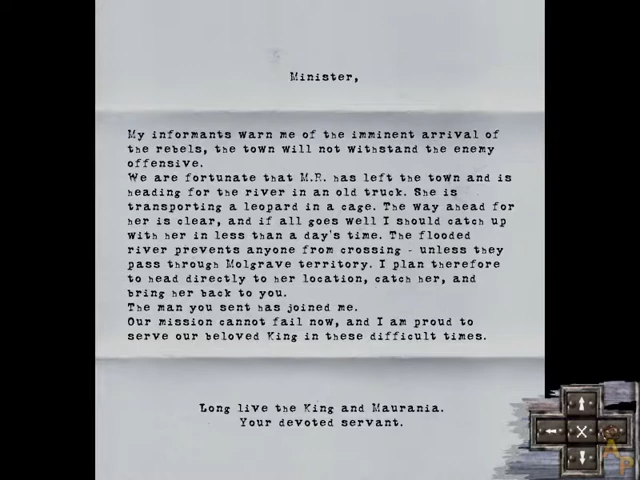 Minister,
My informants warn me of the imminent arrival of
the rebels, the town will not withstand the enemy
offensive.
We are fortunate that M.R. has left the town and is
heading for the river in an old truck. She is
transporting a leopard in a cage. The way ahead for
her is clear, and if all goes well I should catch up
with her in less than a day's time. The flooded
river prevents anyone from crossing - unless they
pass through Molgrave territory. I plan therefore
to head directly to her location, catch her, and
bring her back to you.
The man you sent has joined me.
Our mission cannot fail now, and I am proud to
serve our beloved King in these difficult times.
Long live the King and Maurania.
Your devoted servant.
AP